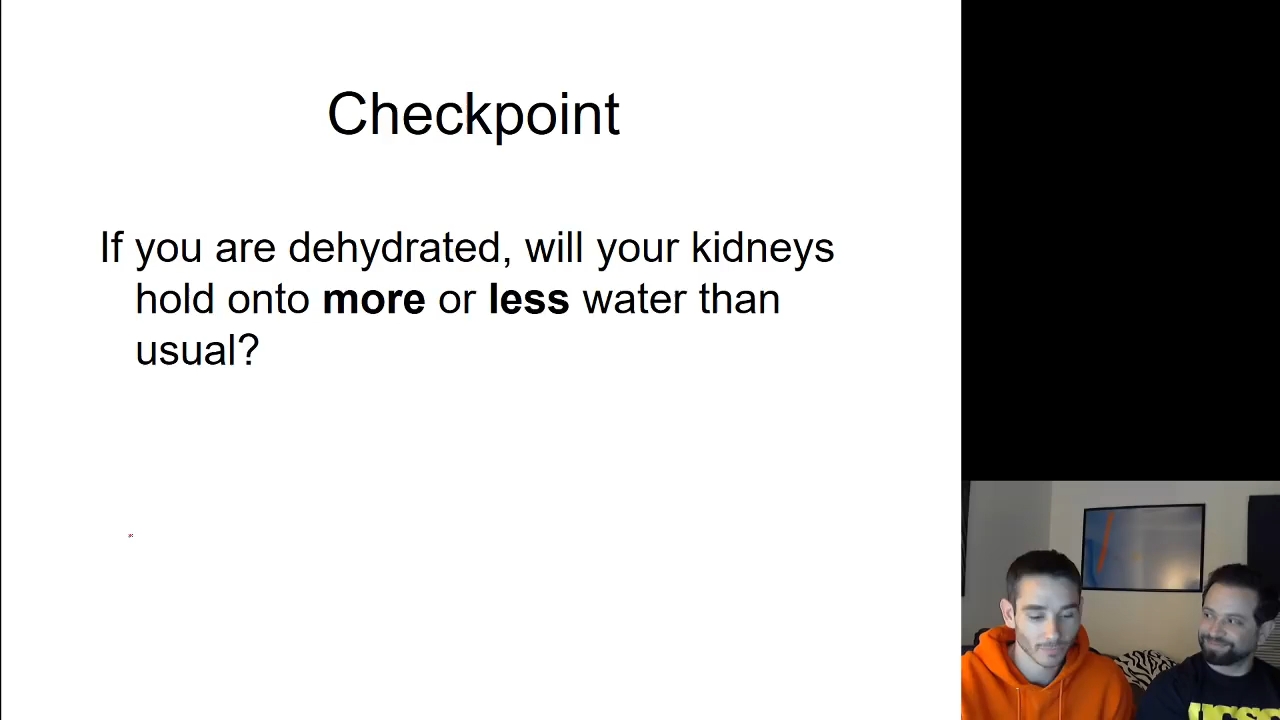 Checkpoint
If you are dehydrated, will your kidneys
hold onto more or less water than
usual?